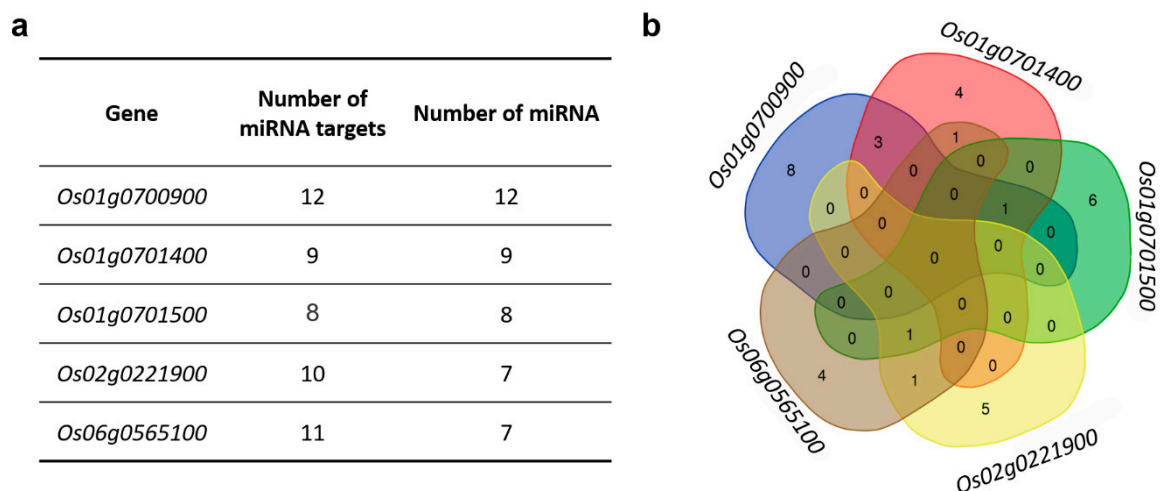 a
Gene Number of miRNA targets Number of miRNA
Os01g0700900 12 12
Os01g0701400 9 9
Os01g0701500 8 8
Os02g0221900 10 7
Os06g0565100 11 7
b
Os01g0701400
Os01g0700900
Os01g0701500
Os06g0565100
Os02g0221900
4
3 1
8 0 0 0
0 0 6
0 0 1
0 0 0
0 0 0
0 0 0
0 0 0 0
0 1 0
4 1 0
5